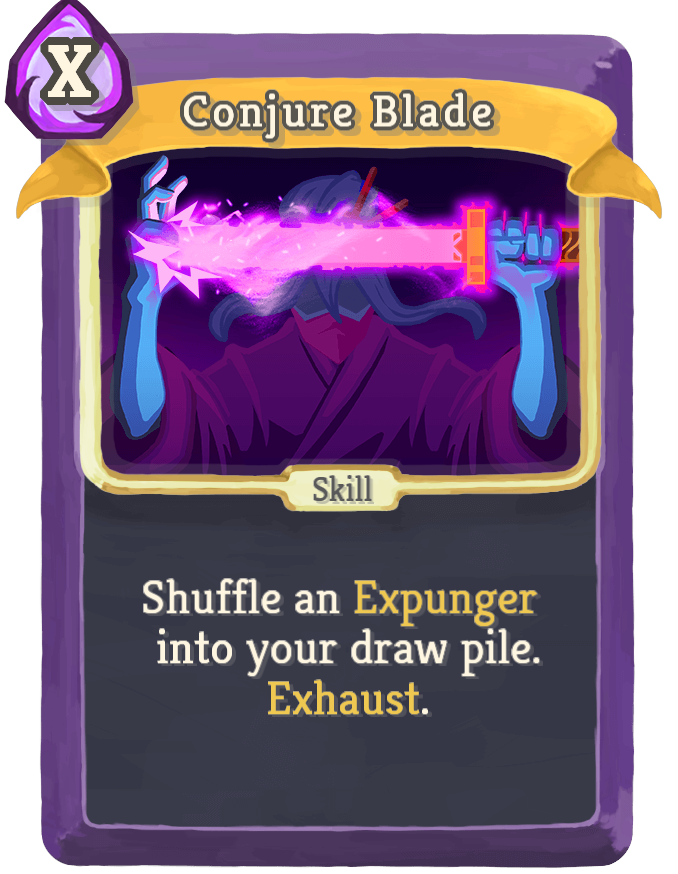 X
Conjure Blade
Skill
Shuffle an Expunger
into your draw pile.
Exhaust.